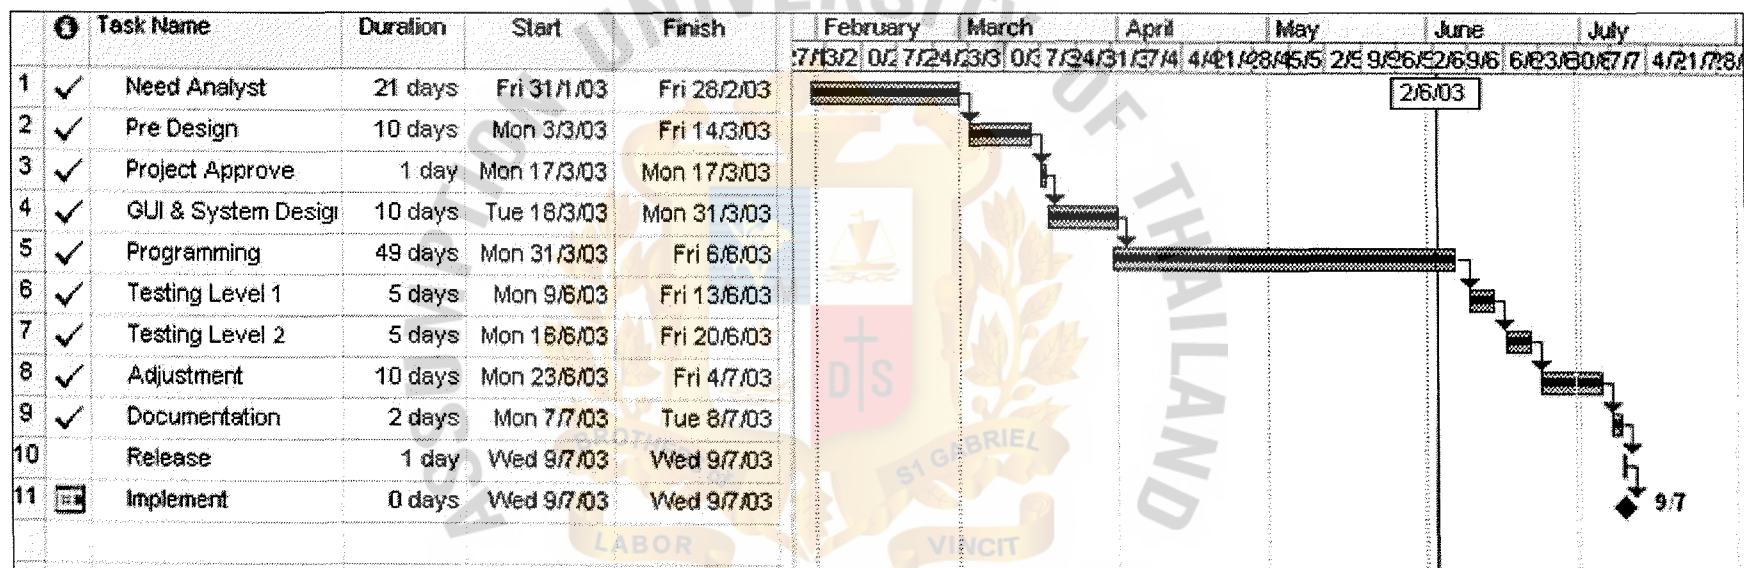 Task Name Duration Start Finish February March April May June July
1 Need Analyst 21 days Fri 31/1/03 Fri 28/2/03 2/6/03
2 Pre Design 10 days Mon 3/3/03 Fri 14/3/03
3 Project Approve 1 day Mon 17/3/03 Mon 17/3/03
4 GUI & System Desig 10 days Tue 18/3/03 Mon 31/3/03
5 Programming 49 days Mon 31/3/03 Fri 6/6/03
6 Testing Level 1 5 days Mon 9/6/03 Fri 13/6/03
7 Testing Level 2 5 days Mon 16/6/03 Fri 20/6/03
8 Adjustment 10 days Mon 23/6/03 Fri 4/7/03
9 Documentation 2 days Mon 7/7/03 Tue 8/7/03
10 Release 1 day Wed 9/7/03 Wed 9/7/03
11 Implement 0 days Wed 9/7/03 Wed 9/7/03 9/7
OF THAILAND
DS
ST GABRIEL
LABOR VINCIT